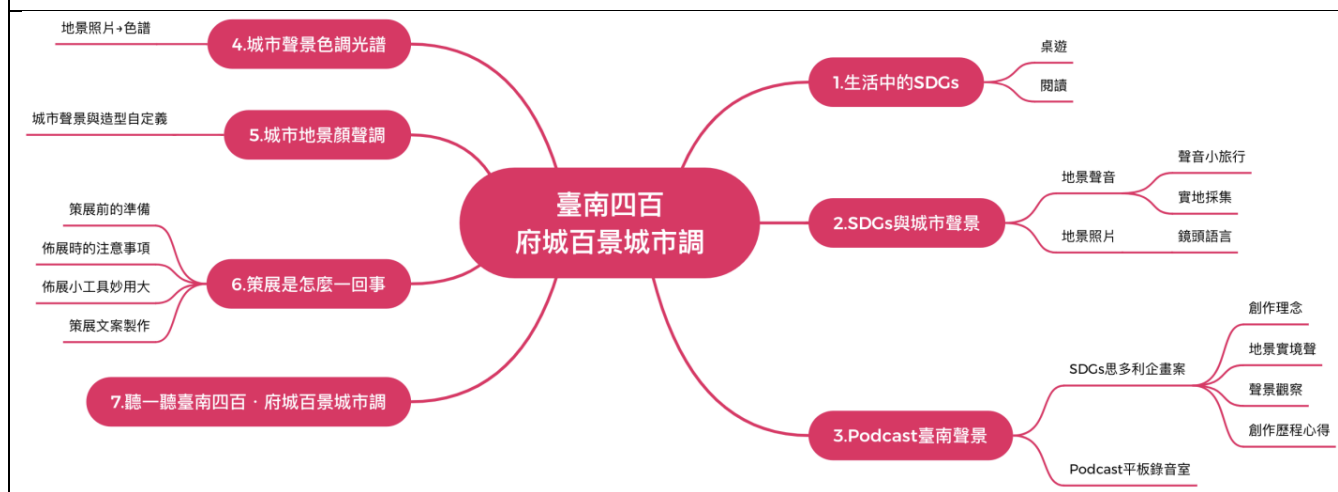 臺南四百
府城百景城市調
1.生活中的SDGs
桌遊
閱讀
2.SDGs與城市聲景
地景聲音
聲音小旅行
實地採集
地景照片
鏡頭語言
3.Podcast臺南聲景
SDGs思多利企畫案
創作理念
地景實境聲
聲景觀察
創作歷程心得
Podcast平板錄音室
4.城市聲景色調光譜
地景照片→色譜
5.城市地景顏聲調
城市聲景與造型自定義
6.策展是怎麼一回事
策展前的準備
佈展時的注意事項
佈展小工具妙用大
策展文案製作
7.聽一聽臺南四百・府城百景城市調